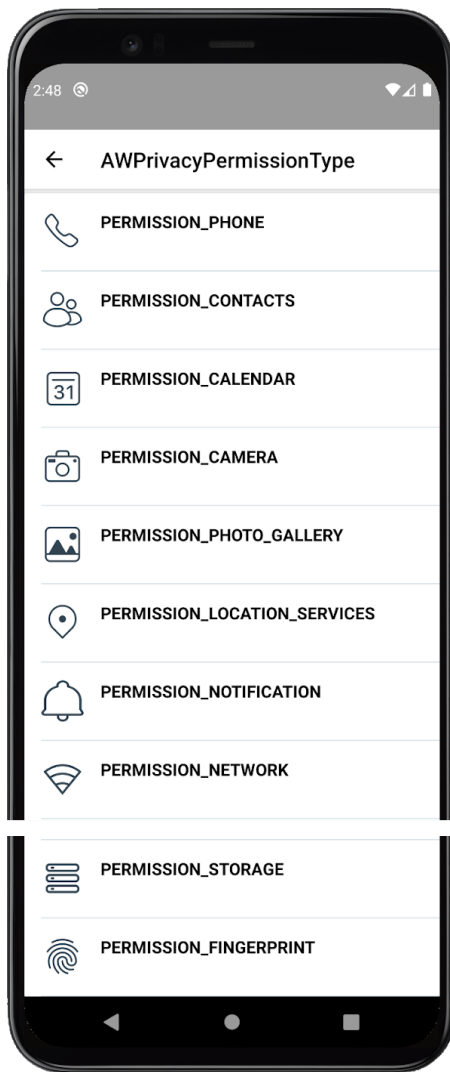 2:48
AWPrivacyPermissionType
PERMISSION_PHONE
PERMISSION_CONTACTS
31
PERMISSION_CALENDAR
PERMISSION_CAMERA
PERMISSION_PHOTO_GALLERY
PERMISSION_LOCATION_SERVICES
PERMISSION_NOTIFICATION
PERMISSION_NETWORK
PERMISSION_STORAGE
PERMISSION_FINGERPRINT